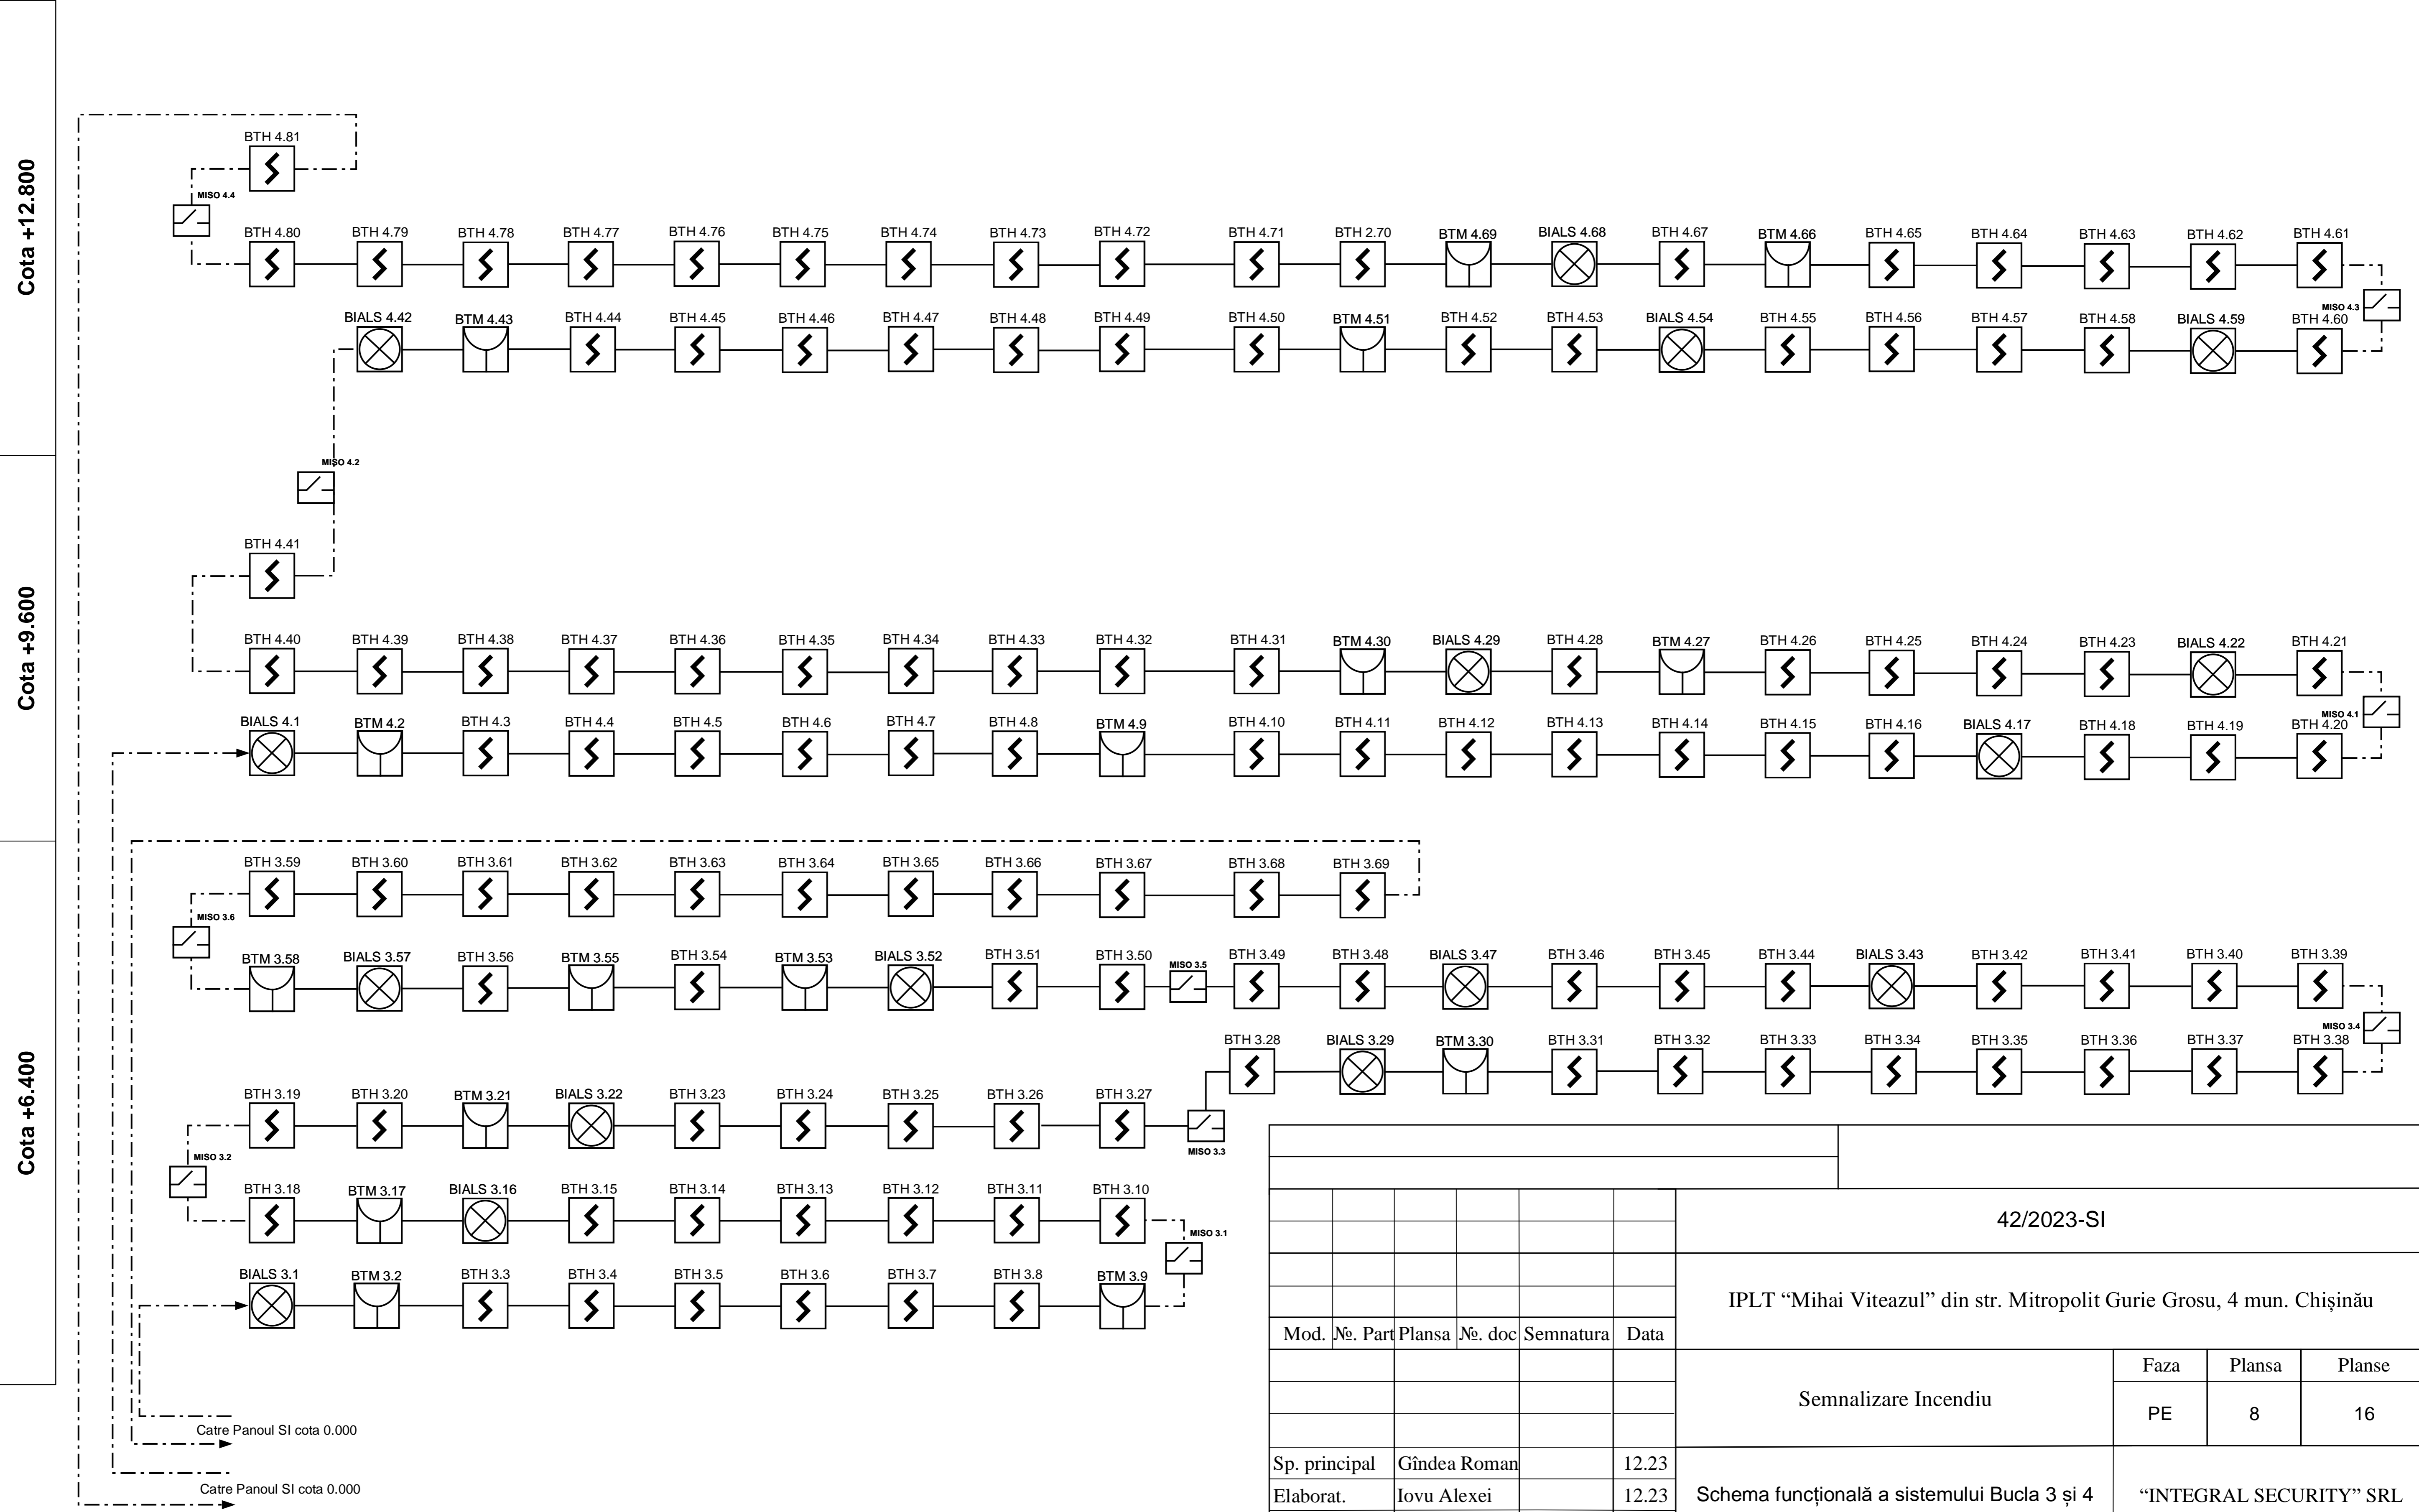 Cota +12.800
BTH 4.81
MISO 4.4
BTH 4.80 BTH 4.79 BTH 4.78 BTH 4.77 BTH 4.76 BTH 4.75 BTH 4.74 BTH 4.73 BTH 4.72 BTH 4.71 BTH 2.70 BTM 4.69 BIALS 4.68 BTH 4.67 BTM 4.66 BTH 4.65 BTH 4.64 BTH 4.63 BTH 4.62 BTH 4.61
MISO 4.3
BIALS 4.42 BTM 4.43 BTH 4.44 BTH 4.45 BTH 4.46 BTH 4.47 BTH 4.48 BTH 4.49 BTH 4.50 BTM 4.51 BTH 4.52 BTH 4.53 BIALS 4.54 BTH 4.55 BTH 4.56 BTH 4.57 BTH 4.58 BIALS 4.59 BTH 4.60
MISO 4.2
Cota +9.600
BTH 4.41
BTH 4.40 BTH 4.39 BTH 4.38 BTH 4.37 BTH 4.36 BTH 4.35 BTH 4.34 BTH 4.33 BTH 4.32 BTH 4.31 BTM 4.30 BIALS 4.29 BTH 4.28 BTM 4.27 BTH 4.26 BTH 4.25 BTH 4.24 BTH 4.23 BIALS 4.22 BTH 4.21
MISO 4.1
BIALS 4.1 BTM 4.2 BTH 4.3 BTH 4.4 BTH 4.5 BTH 4.6 BTH 4.7 BTH 4.8 BTM 4.9 BTH 4.10 BTH 4.11 BTH 4.12 BTH 4.13 BTH 4.14 BTH 4.15 BTH 4.16 BIALS 4.17 BTH 4.18 BTH 4.19 BTH 4.20
Cota +6.400
BTH 3.59 BTH 3.60 BTH 3.61 BTH 3.62 BTH 3.63 BTH 3.64 BTH 3.65 BTH 3.66 BTH 3.67 BTH 3.68 BTH 3.69
MISO 3.6
BTM 3.58 BIALS 3.57 BTH 3.56 BTM 3.55 BTH 3.54 BTM 3.53 BIALS 3.52 BTH 3.51 BTH 3.50 MISO 3.5 BTH 3.49 BTH 3.48 BIALS 3.47 BTH 3.46 BTH 3.45 BTH 3.44 BIALS 3.43 BTH 3.42 BTH 3.41 BTH 3.40 BTH 3.39
MISO 3.4
BTH 3.28 BIALS 3.29 BTM 3.30 BTH 3.31 BTH 3.32 BTH 3.33 BTH 3.34 BTH 3.35 BTH 3.36 BTH 3.37 BTH 3.38
BTH 3.19 BTH 3.20 BTM 3.21 BIALS 3.22 BTH 3.23 BTH 3.24 BTH 3.25 BTH 3.26 BTH 3.27
MISO 3.3
MISO 3.2
BTH 3.18 BTM 3.17 BIALS 3.16 BTH 3.15 BTH 3.14 BTH 3.13 BTH 3.12 BTH 3.11 BTH 3.10
MISO 3.1
BIALS 3.1 BTM 3.2 BTH 3.3 BTH 3.4 BTH 3.5 BTH 3.6 BTH 3.7 BTH 3.8 BTM 3.9
Catre Panoul SI cota 0.000
Catre Panoul SI cota 0.000
42/2023-SI
IPLT “Mihai Viteazul” din str. Mitropolit Gurie Grosu, 4 mun. Chișinău
Mod. №. Part Plansa №. doc Semnatura Data
Semnalizare Incendiu
Faza Plansa Planse
PE 8 16
Sp. principal Gîndea Roman 12.23
Elaborat. Iovu Alexei 12.23
Schema funcțională a sistemului Bucla 3 și 4
“INTEGRAL SECURITY” SRL